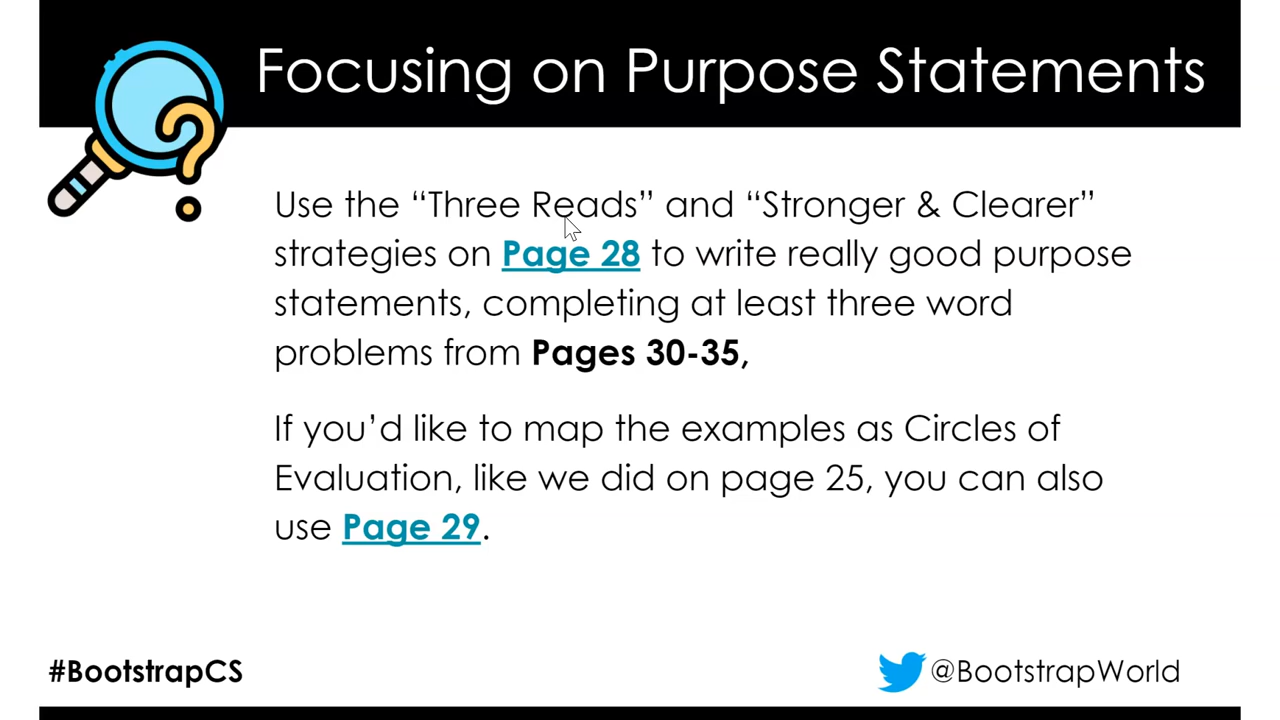 Focusing on Purpose Statements
Use the “Three Reads” and “Stronger & Clearer”
strategies on Page 28 to write really good purpose
statements, completing at least three word
problems from Pages 30-35,
If you’d like to map the examples as Circles of
Evaluation, like we did on page 25, you can also
use Page 29.
#BootstrapCS
@BootstrapWorld